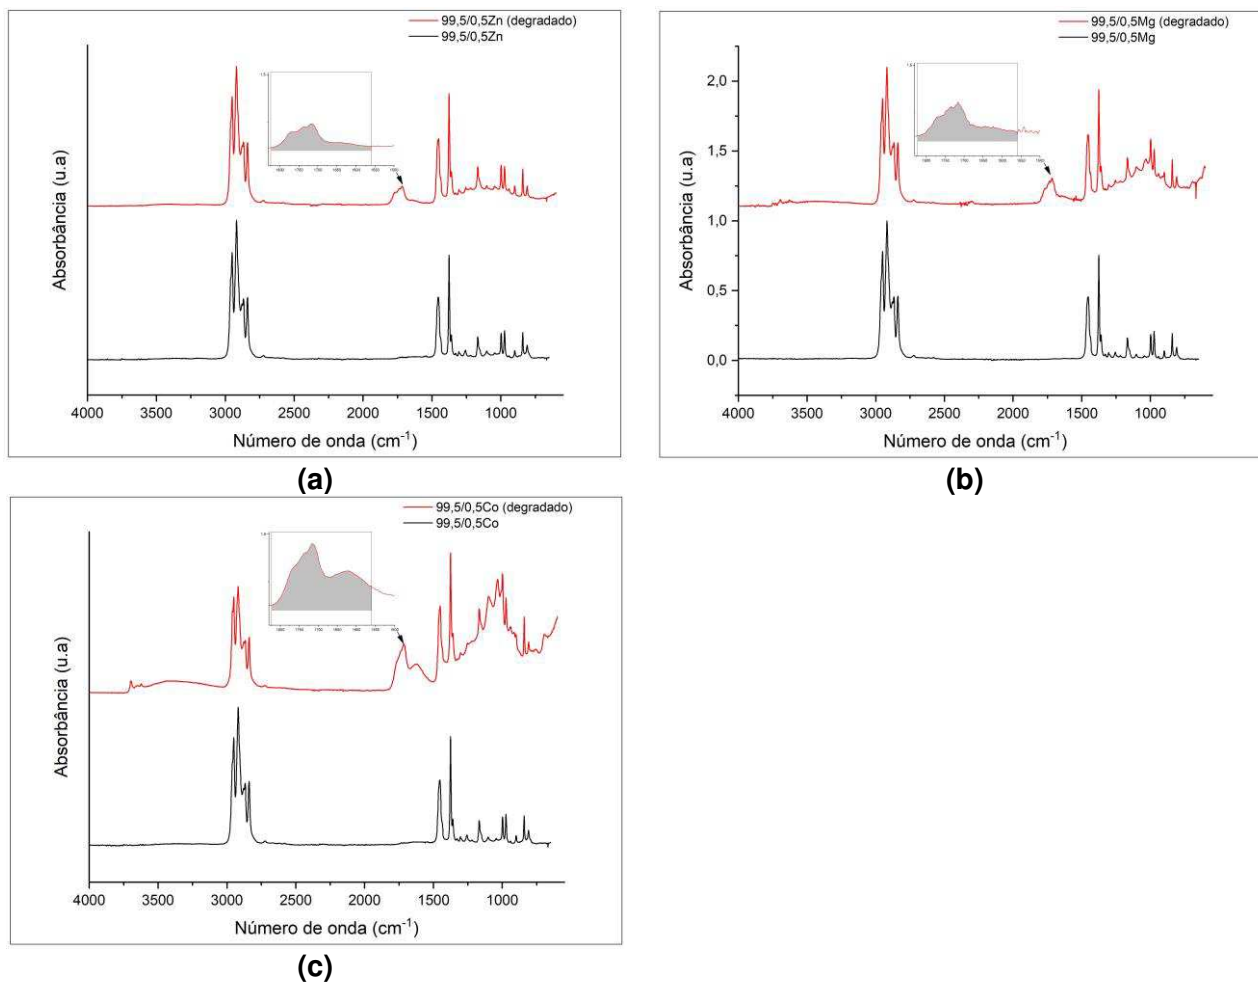 99,5/0,5Zn (degradado)
99,5/0,5Zn
Absorbância (u.a)
4000 3500 3000 2500 2000 1500 1000
Número de onda (cm⁻¹)
(a)
99,5/0,5Mg (degradado)
99,5/0,5Mg
2,0
1,5
1,0
0,5
0,0
Absorbância (u.a)
4000 3500 3000 2500 2000 1500 1000
Número de onda (cm⁻¹)
(b)
99,5/0,5Co (degradado)
99,5/0,5Co
Absorbância (u.a)
4000 3500 3000 2500 2000 1500 1000
Número de onda (cm⁻¹)
(c)